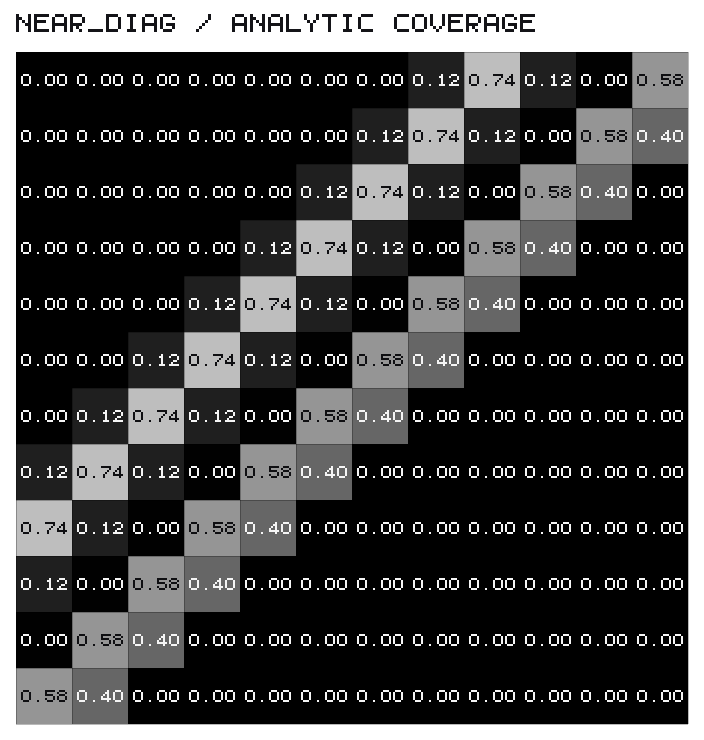 NEAR_DIAG / ANALYTIC COVERAGE
0.00 0.00 0.00 0.00 0.00 0.00 0.00 0.12 0.74 0.12 0.00 0.58
0.00 0.00 0.00 0.00 0.00 0.00 0.12 0.74 0.12 0.00 0.58 0.40
0.00 0.00 0.00 0.00 0.00 0.12 0.74 0.12 0.00 0.58 0.40 0.00
0.00 0.00 0.00 0.00 0.12 0.74 0.12 0.00 0.58 0.40 0.00 0.00
0.00 0.00 0.00 0.12 0.74 0.12 0.00 0.58 0.40 0.00 0.00 0.00
0.00 0.00 0.12 0.74 0.12 0.00 0.58 0.40 0.00 0.00 0.00 0.00
0.00 0.12 0.74 0.12 0.00 0.58 0.40 0.00 0.00 0.00 0.00 0.00
0.12 0.74 0.12 0.00 0.58 0.40 0.00 0.00 0.00 0.00 0.00 0.00
0.74 0.12 0.00 0.58 0.40 0.00 0.00 0.00 0.00 0.00 0.00 0.00
0.12 0.00 0.58 0.40 0.00 0.00 0.00 0.00 0.00 0.00 0.00 0.00
0.00 0.58 0.40 0.00 0.00 0.00 0.00 0.00 0.00 0.00 0.00 0.00
0.58 0.40 0.00 0.00 0.00 0.00 0.00 0.00 0.00 0.00 0.00 0.00